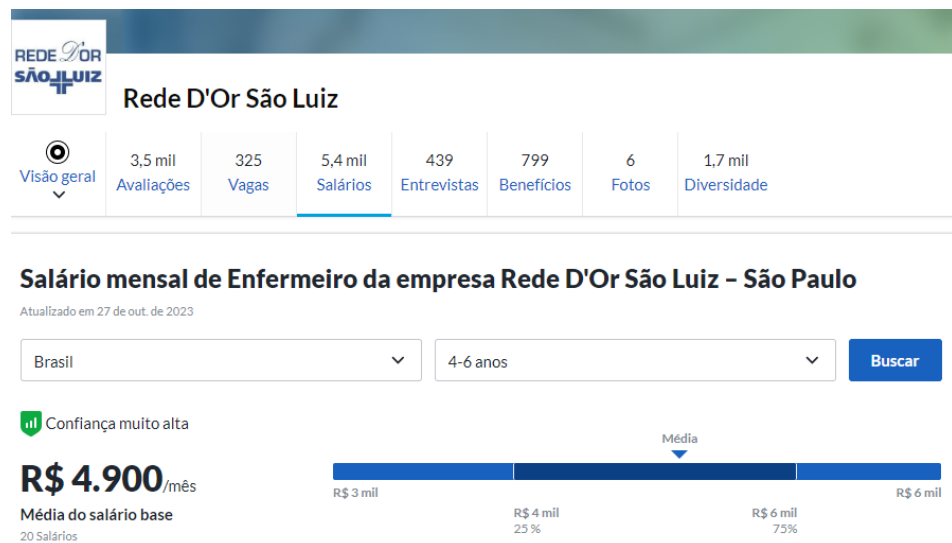 REDE D'OR
SÃO LUIZ
Rede D'Or São Luiz
Visão geral
3,5 mil
Avaliações
325
Vagas
5,4 mil
Salários
439
Entrevistas
799
Benefícios
6
Fotos
1,7 mil
Diversidade
Salário mensal de Enfermeiro da empresa Rede D'Or São Luiz – São Paulo
Atualizado em 27 de out. de 2023
Brasil
4-6 anos
Buscar
Confiança muito alta
R$ 4.900/mês
Média do salário base
20 Salários
Média
R$ 3 mil
R$ 6 mil
R$ 4 mil
25 %
R$ 6 mil
75%